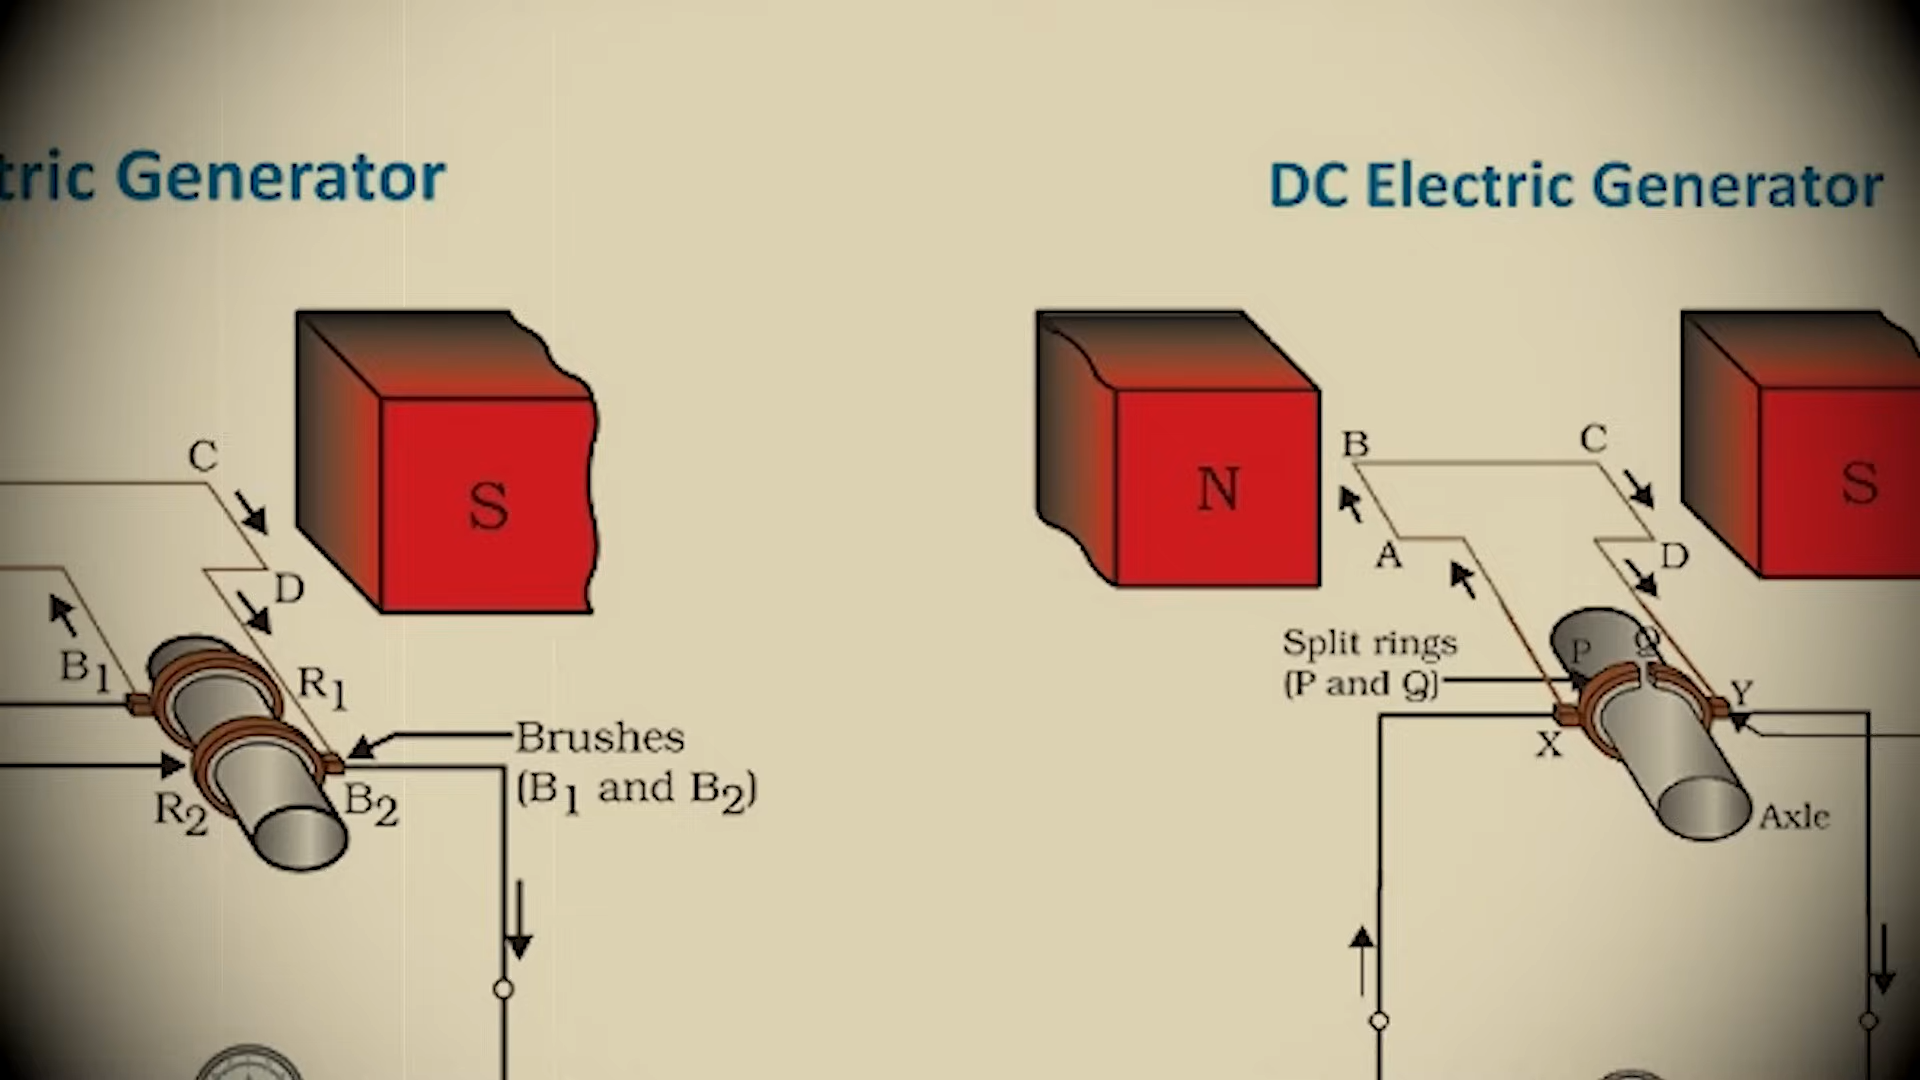 tric Generator
C
S
D
B1
R1
Brushes
(B1 and B2)
R2
B2
DC Electric Generator
N
S
B
C
A
D
Split rings
(P and Q)
P
Q
Y
X
Axle